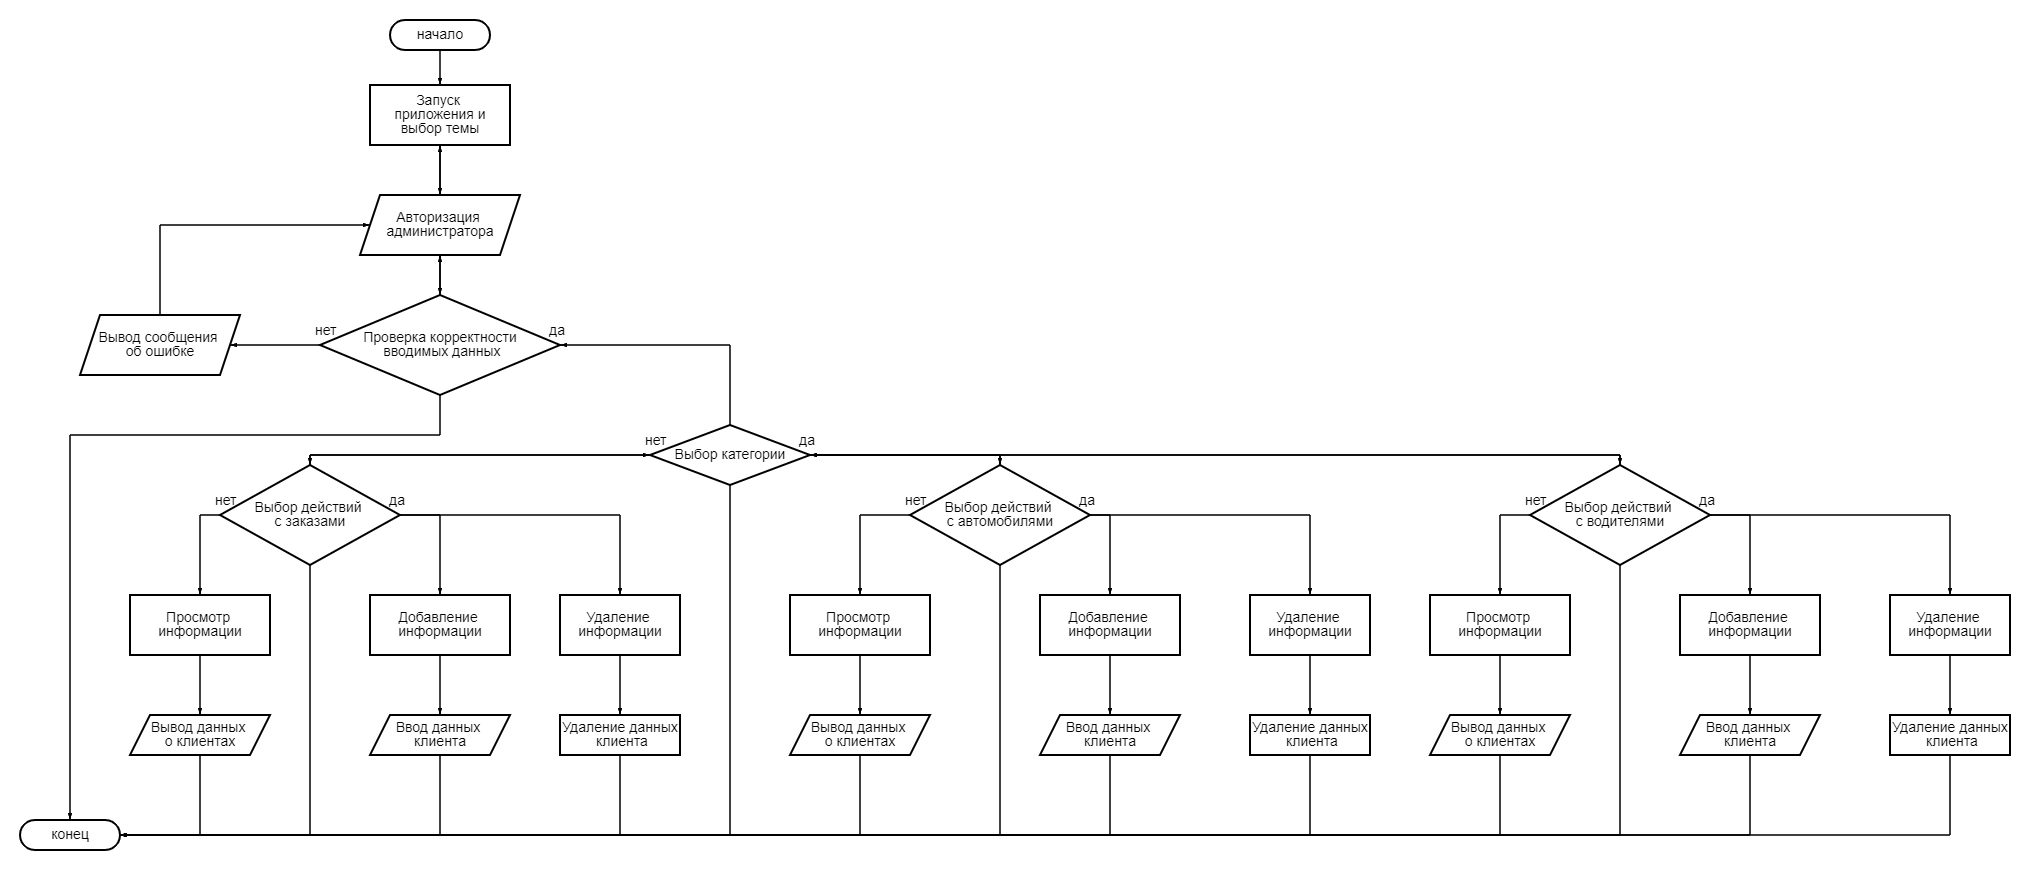 начало
Запуск
приложения и
выбор темы
Авторизация
администратора
нет
Проверка корректности
вводимых данных
да
Вывод сообщения
об ошибке
нет
Выбор категории
да
нет
Выбор действий
с заказами
да
нет
Выбор действий
с автомобилями
да
нет
Выбор действий
с водителями
да
Просмотр
информации
Добавление
информации
Удаление
информации
Просмотр
информации
Добавление
информации
Удаление
информации
Просмотр
информации
Добавление
информации
Удаление
информации
Вывод данных
о клиентах
Ввод данных
клиента
Удаление данных
клиента
Вывод данных
о клиентах
Ввод данных
клиента
Удаление данных
клиента
Вывод данных
о клиентах
Ввод данных
клиента
Удаление данных
клиента
конец